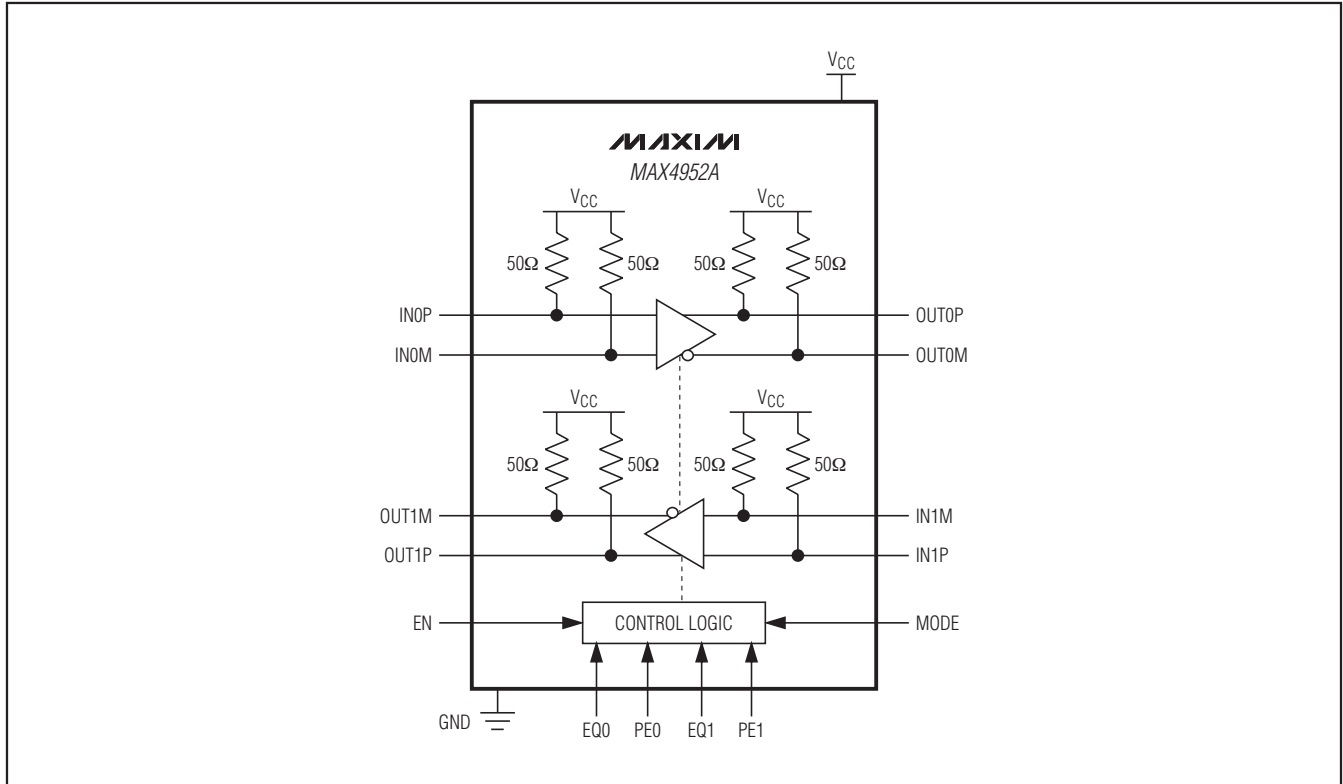 VCC
MAXIM
MAX4952A
VCC VCC
50Ω 50Ω 50Ω 50Ω
IN0P OUT0P
IN0M OUT0M
VCC VCC
50Ω 50Ω 50Ω 50Ω
OUT1M IN1M
OUT1P IN1P
EN CONTROL LOGIC MODE
GND
EQ0 PE0 EQ1 PE1